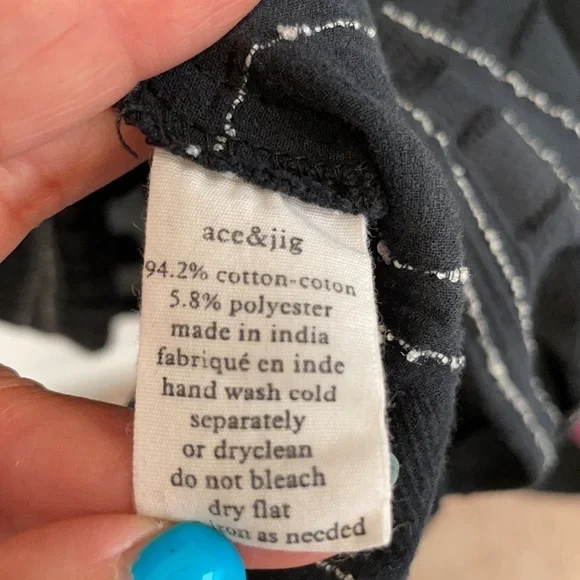 ace&jig
94.2% cotton-coton
5.8% polyester
made in india
fabriqué en inde
hand wash cold
separately
or dryclean
do not bleach
dry flat
iron as needed